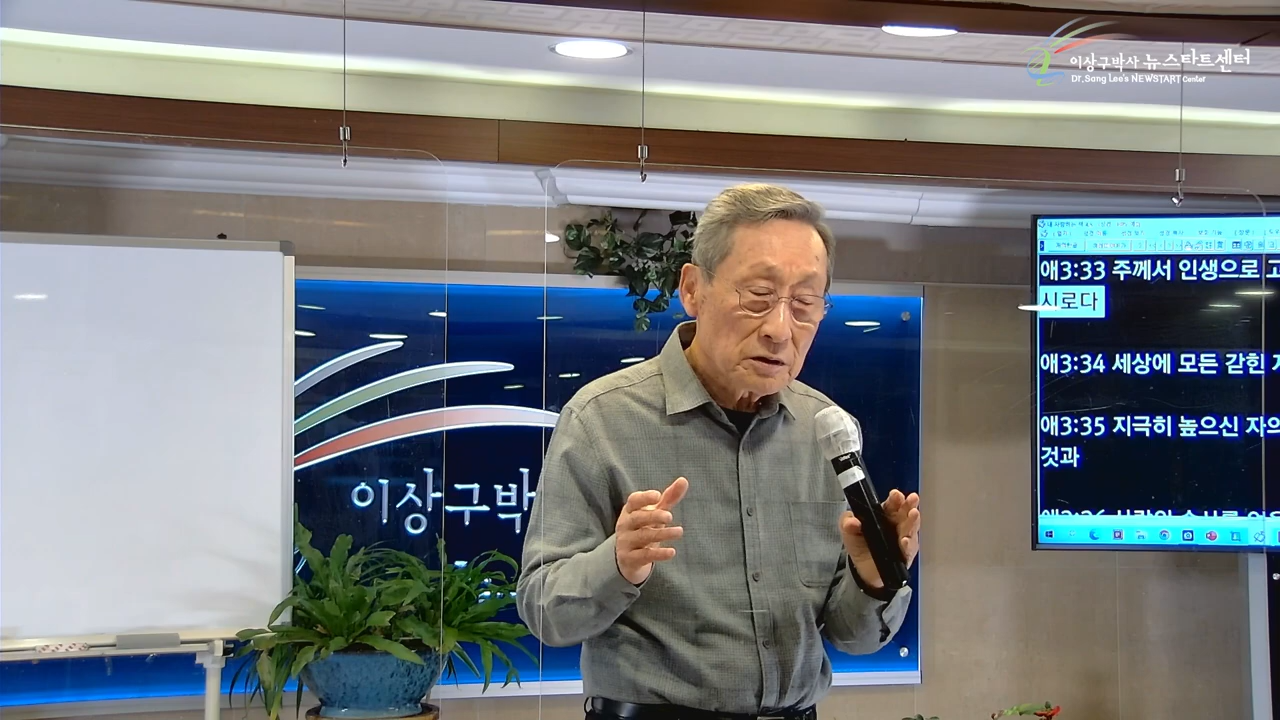 이상구박사 뉴스타트센터
Dr.Sang Lee's NEWSTART Center
이상구박
애3:33 주께서 인생으로 고
시로다
애3:34 세상에 모든 갇힌
애3:35 지극히 높으신 자의
것과